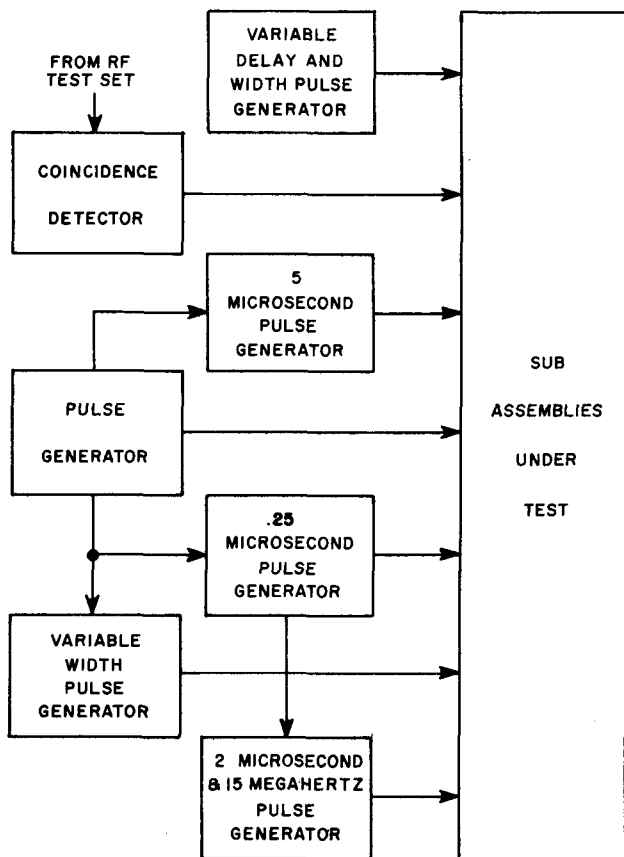 VARIABLE
DELAY AND
WIDTH PULSE
GENERATOR
FROM RF
TEST SET
COINCIDENCE
DETECTOR
5
MICROSECOND
PULSE
GENERATOR
PULSE
GENERATOR
SUB
ASSEMBLIES
UNDER
TEST
.25
MICROSECOND
PULSE
GENERATOR
VARIABLE
WIDTH
PULSE
GENERATOR
2 MICROSECOND
& 15 MEGAHERTZ
PULSE
GENERATOR